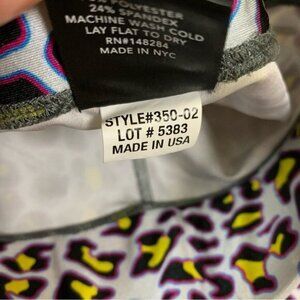 POLYESTER
24% SPANDEX
MACHINE WASH COLD
LAY FLAT TO DRY
RN#148284
MADE IN NYC
STYLE#350-02
LOT # 5383
MADE IN USA